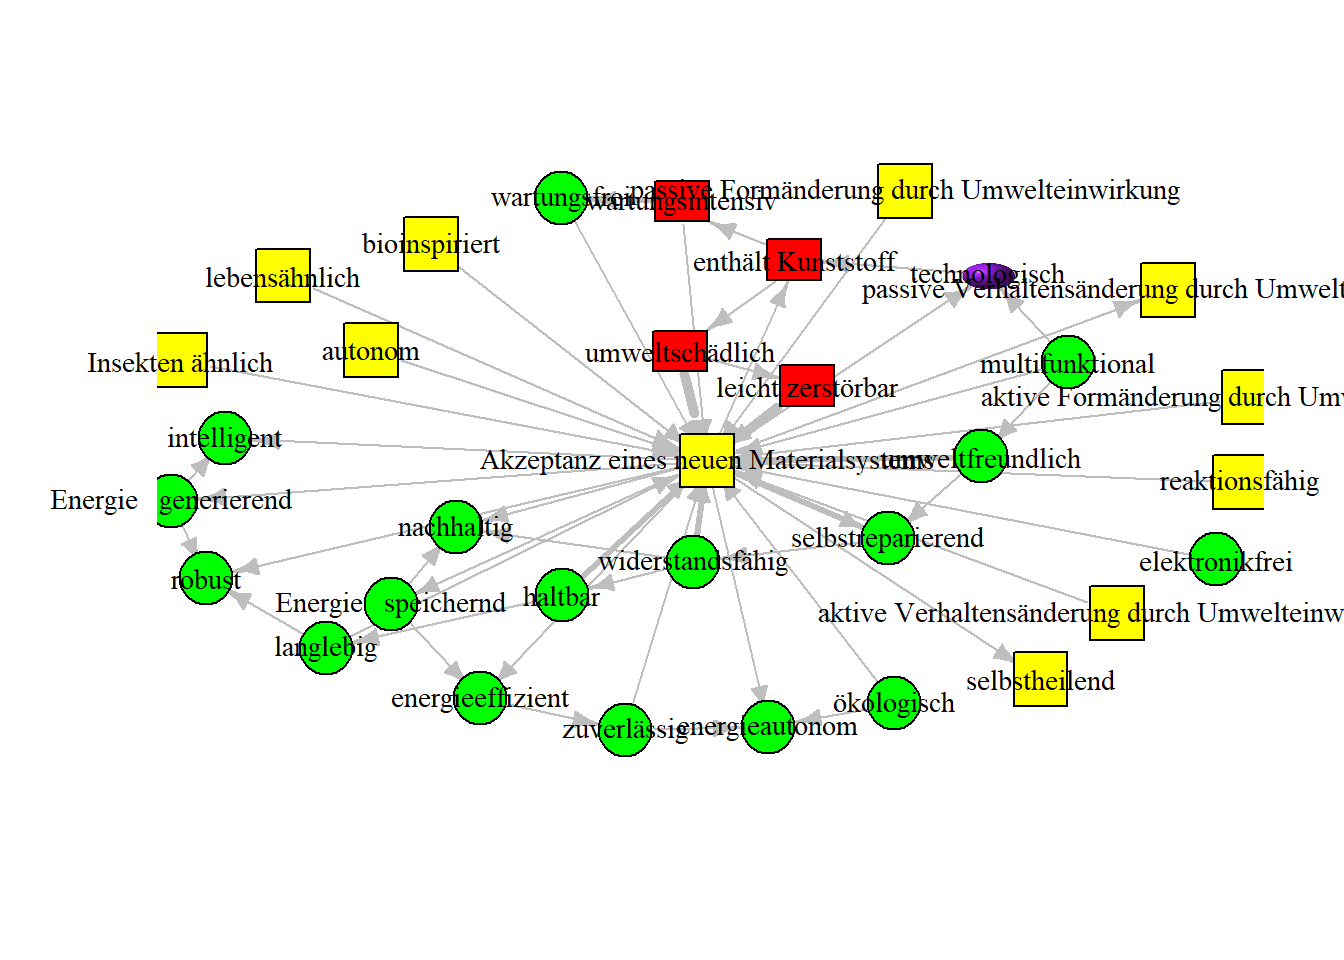 wartungsfrei
passive Formänderung durch Umwelteinwirkung
wartungsintensiv
bioinspiriert
enthält Kunststoff
lebensähnlich
technologisch
passive Verhaltensänderung durch Umwelt
autonom
umweltschädlich
Insekten ähnlich
multifunktional
leicht zerstörbar
aktive Formänderung durch Umw
intelligent
Akzeptanz eines neuen Materialsystems
umweltfreundlich
reaktionsfähig
Energie generierend
nachhaltig
selbstreparierend
widerstandsfähig
elektronikfrei
robust
Energie speichernd
haltbar
aktive Verhaltensänderung durch Umwelteinw
langlebig
selbstheilend
energieeffizient
ökologisch
zuverlässig
energieautonom